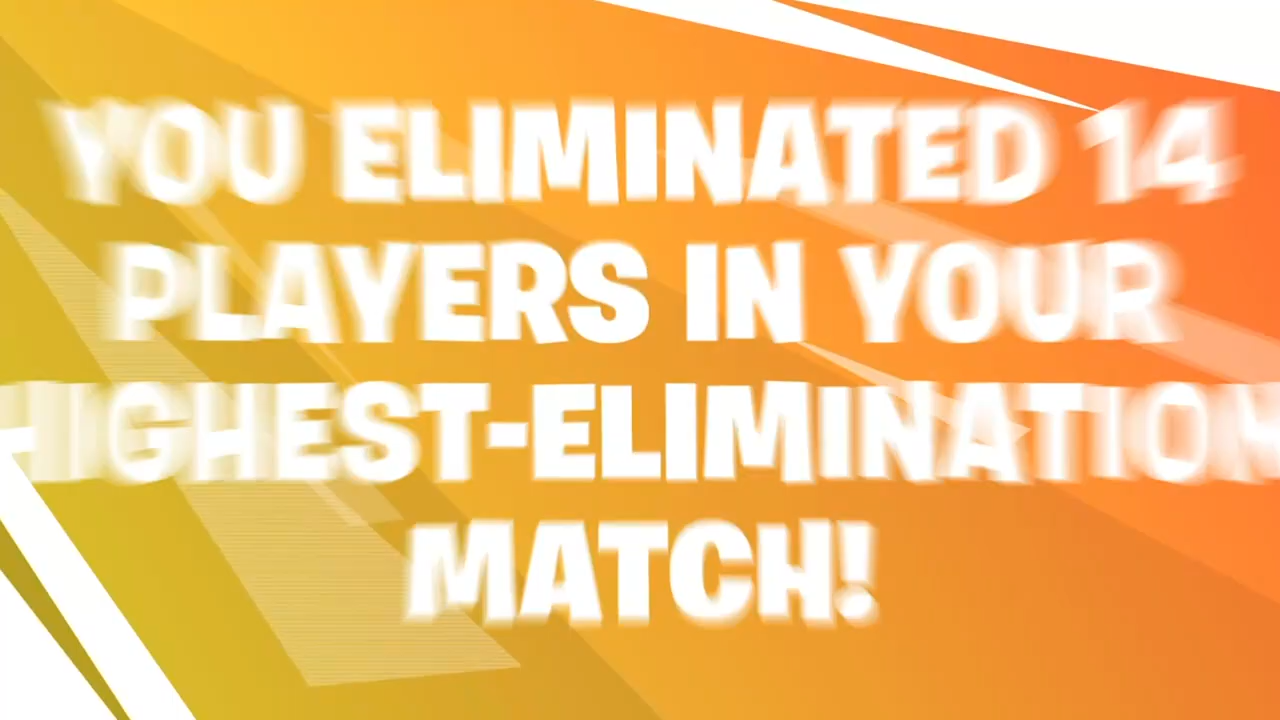 YOU ELIMINATED 14
PLAYERS IN YOUR
HIGHEST-ELIMINATION
MATCH!